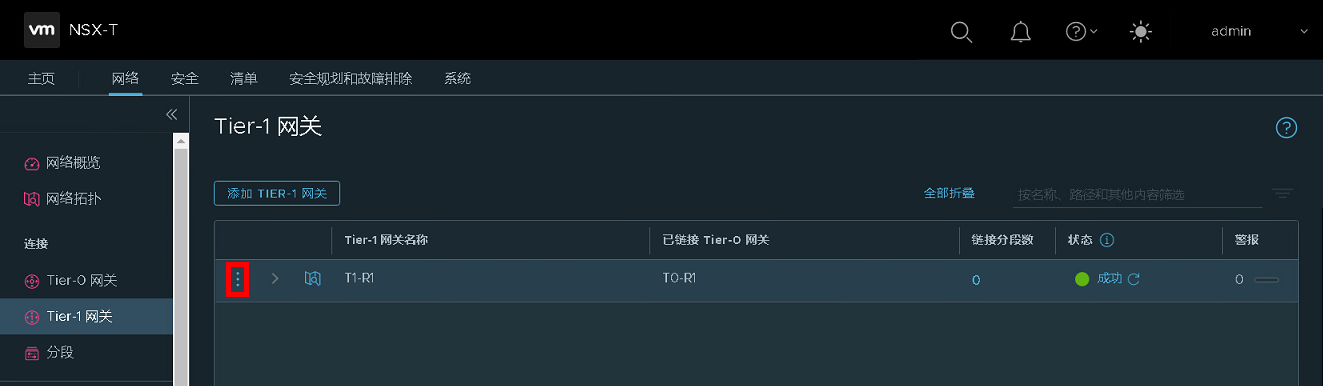 vm NSX-T admin
主页 网络 安全 清单 安全规划和故障排除 系统
Tier-1 网关
网络概览
网络拓扑
添加 TIER-1 网关 全部折叠 按名称、路径和其他内容筛选
连接
Tier-1 网关名称 已链接 Tier-0 网关 链接分段数 状态 警报
Tier-0 网关
T1-R1 T0-R1 0 成功 0
Tier-1 网关
分段